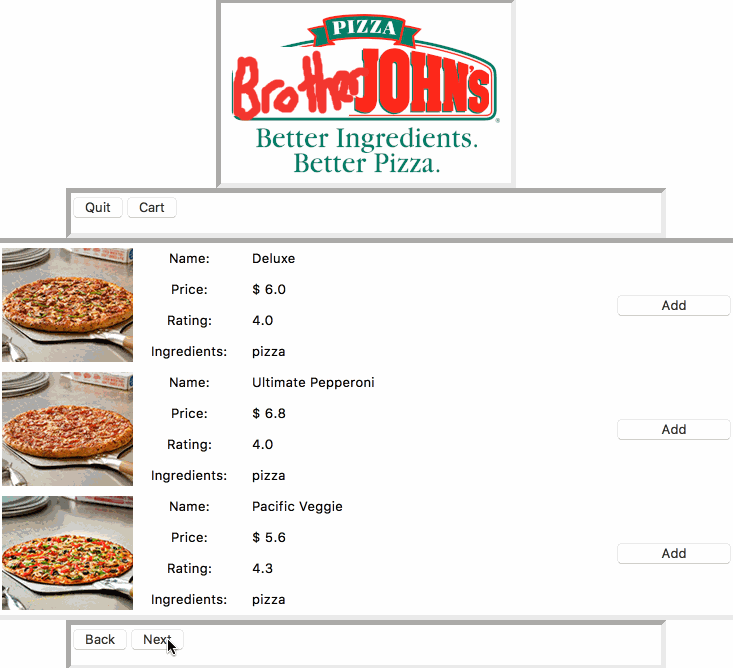 PIZZA
Brother JOHN'S
Better Ingredients.
Better Pizza.
Quit Cart
Name: Deluxe
Price: $ 6.0
Rating: 4.0
Ingredients: pizza
Add
Name: Ultimate Pepperoni
Price: $ 6.8
Rating: 4.0
Ingredients: pizza
Add
Name: Pacific Veggie
Price: $ 5.6
Rating: 4.3
Ingredients: pizza
Add
Back Next